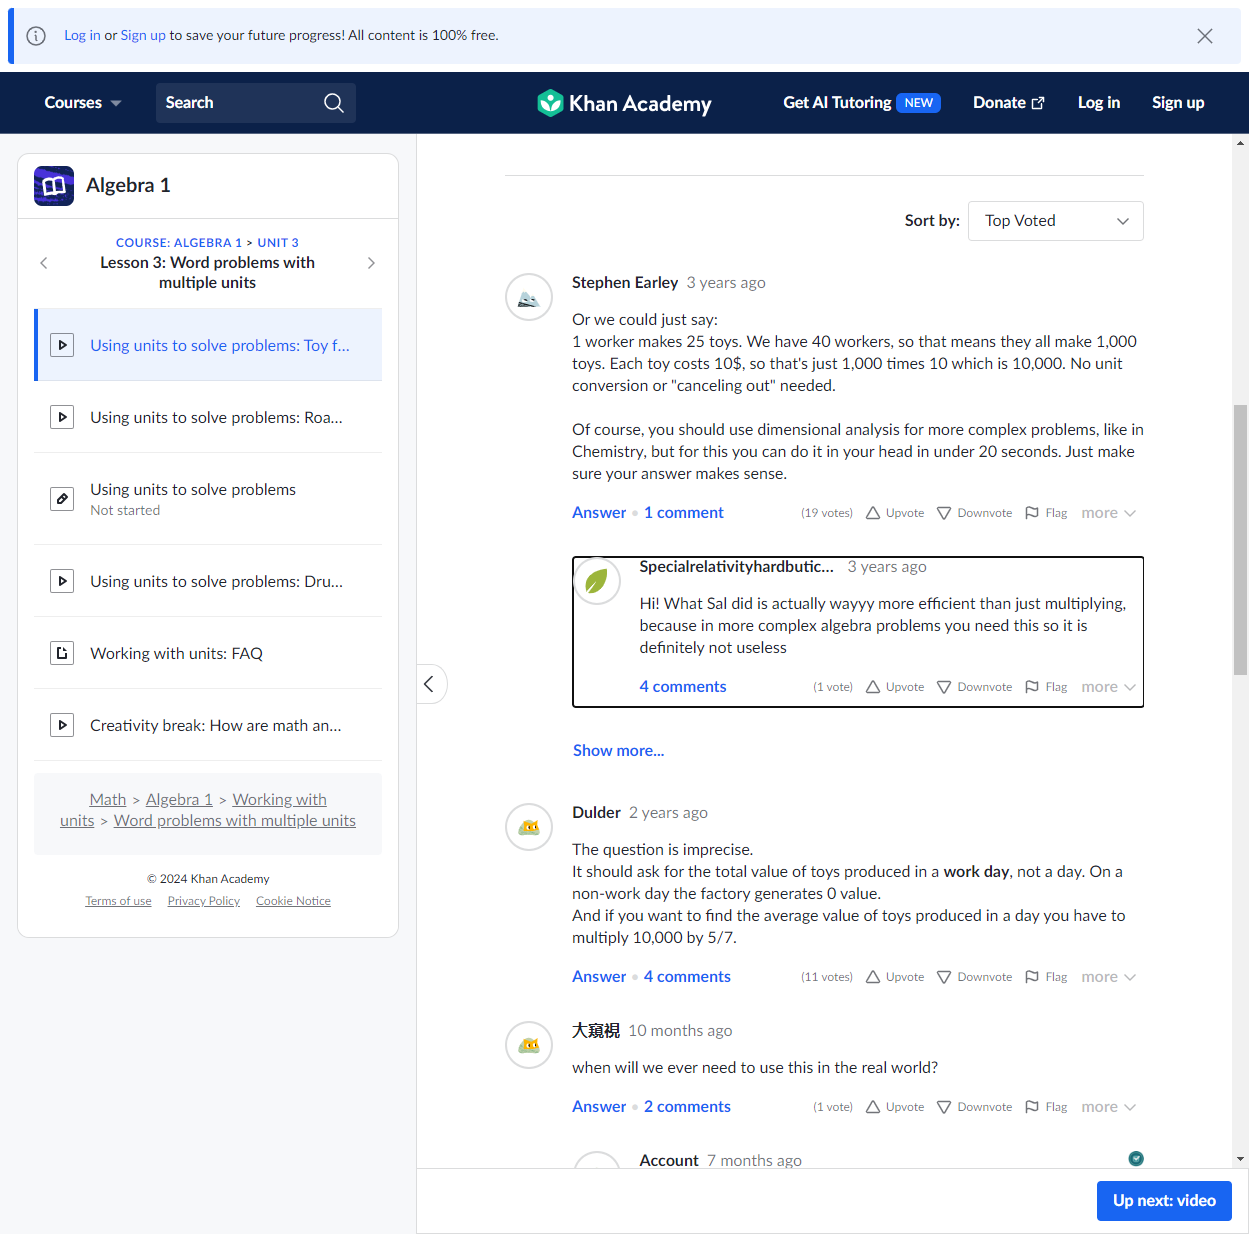 Log in or Sign up to save your future progress! All content is 100% free.
Courses
Search
Khan Academy
Get AI Tutoring NEW
Donate
Log in
Sign up
Algebra 1
COURSE: ALGEBRA 1 > UNIT 3
Lesson 3: Word problems with
multiple units
Using units to solve problems: Toy f...
Using units to solve problems: Roa...
Using units to solve problems
Not started
Using units to solve problems: Dru...
Working with units: FAQ
Creativity break: How are math an...
Math > Algebra 1 > Working with
units > Word problems with multiple units
© 2024 Khan Academy
Terms of use Privacy Policy Cookie Notice
Sort by: Top Voted
Stephen Earley 3 years ago
Or we could just say:
1 worker makes 25 toys. We have 40 workers, so that means they all make 1,000
toys. Each toy costs 10$, so that's just 1,000 times 10 which is 10,000. No unit
conversion or "canceling out" needed.
Of course, you should use dimensional analysis for more complex problems, like in
Chemistry, but for this you can do it in your head in under 20 seconds. Just make
sure your answer makes sense.
Answer • 1 comment (19 votes) Upvote Downvote Flag more
Specialrelativityhardbutic... 3 years ago
Hi! What Sal did is actually wayyy more efficient than just multiplying,
because in more complex algebra problems you need this so it is
definitely not useless
4 comments (1 vote) Upvote Downvote Flag more
Show more...
Dulder 2 years ago
The question is imprecise.
It should ask for the total value of toys produced in a work day, not a day. On a
non-work day the factory generates 0 value.
And if you want to find the average value of toys produced in a day you have to
multiply 10,000 by 5/7.
Answer • 4 comments (11 votes) Upvote Downvote Flag more
大窺視 10 months ago
when will we ever need to use this in the real world?
Answer • 2 comments (1 vote) Upvote Downvote Flag more
Account 7 months ago
Up next: video